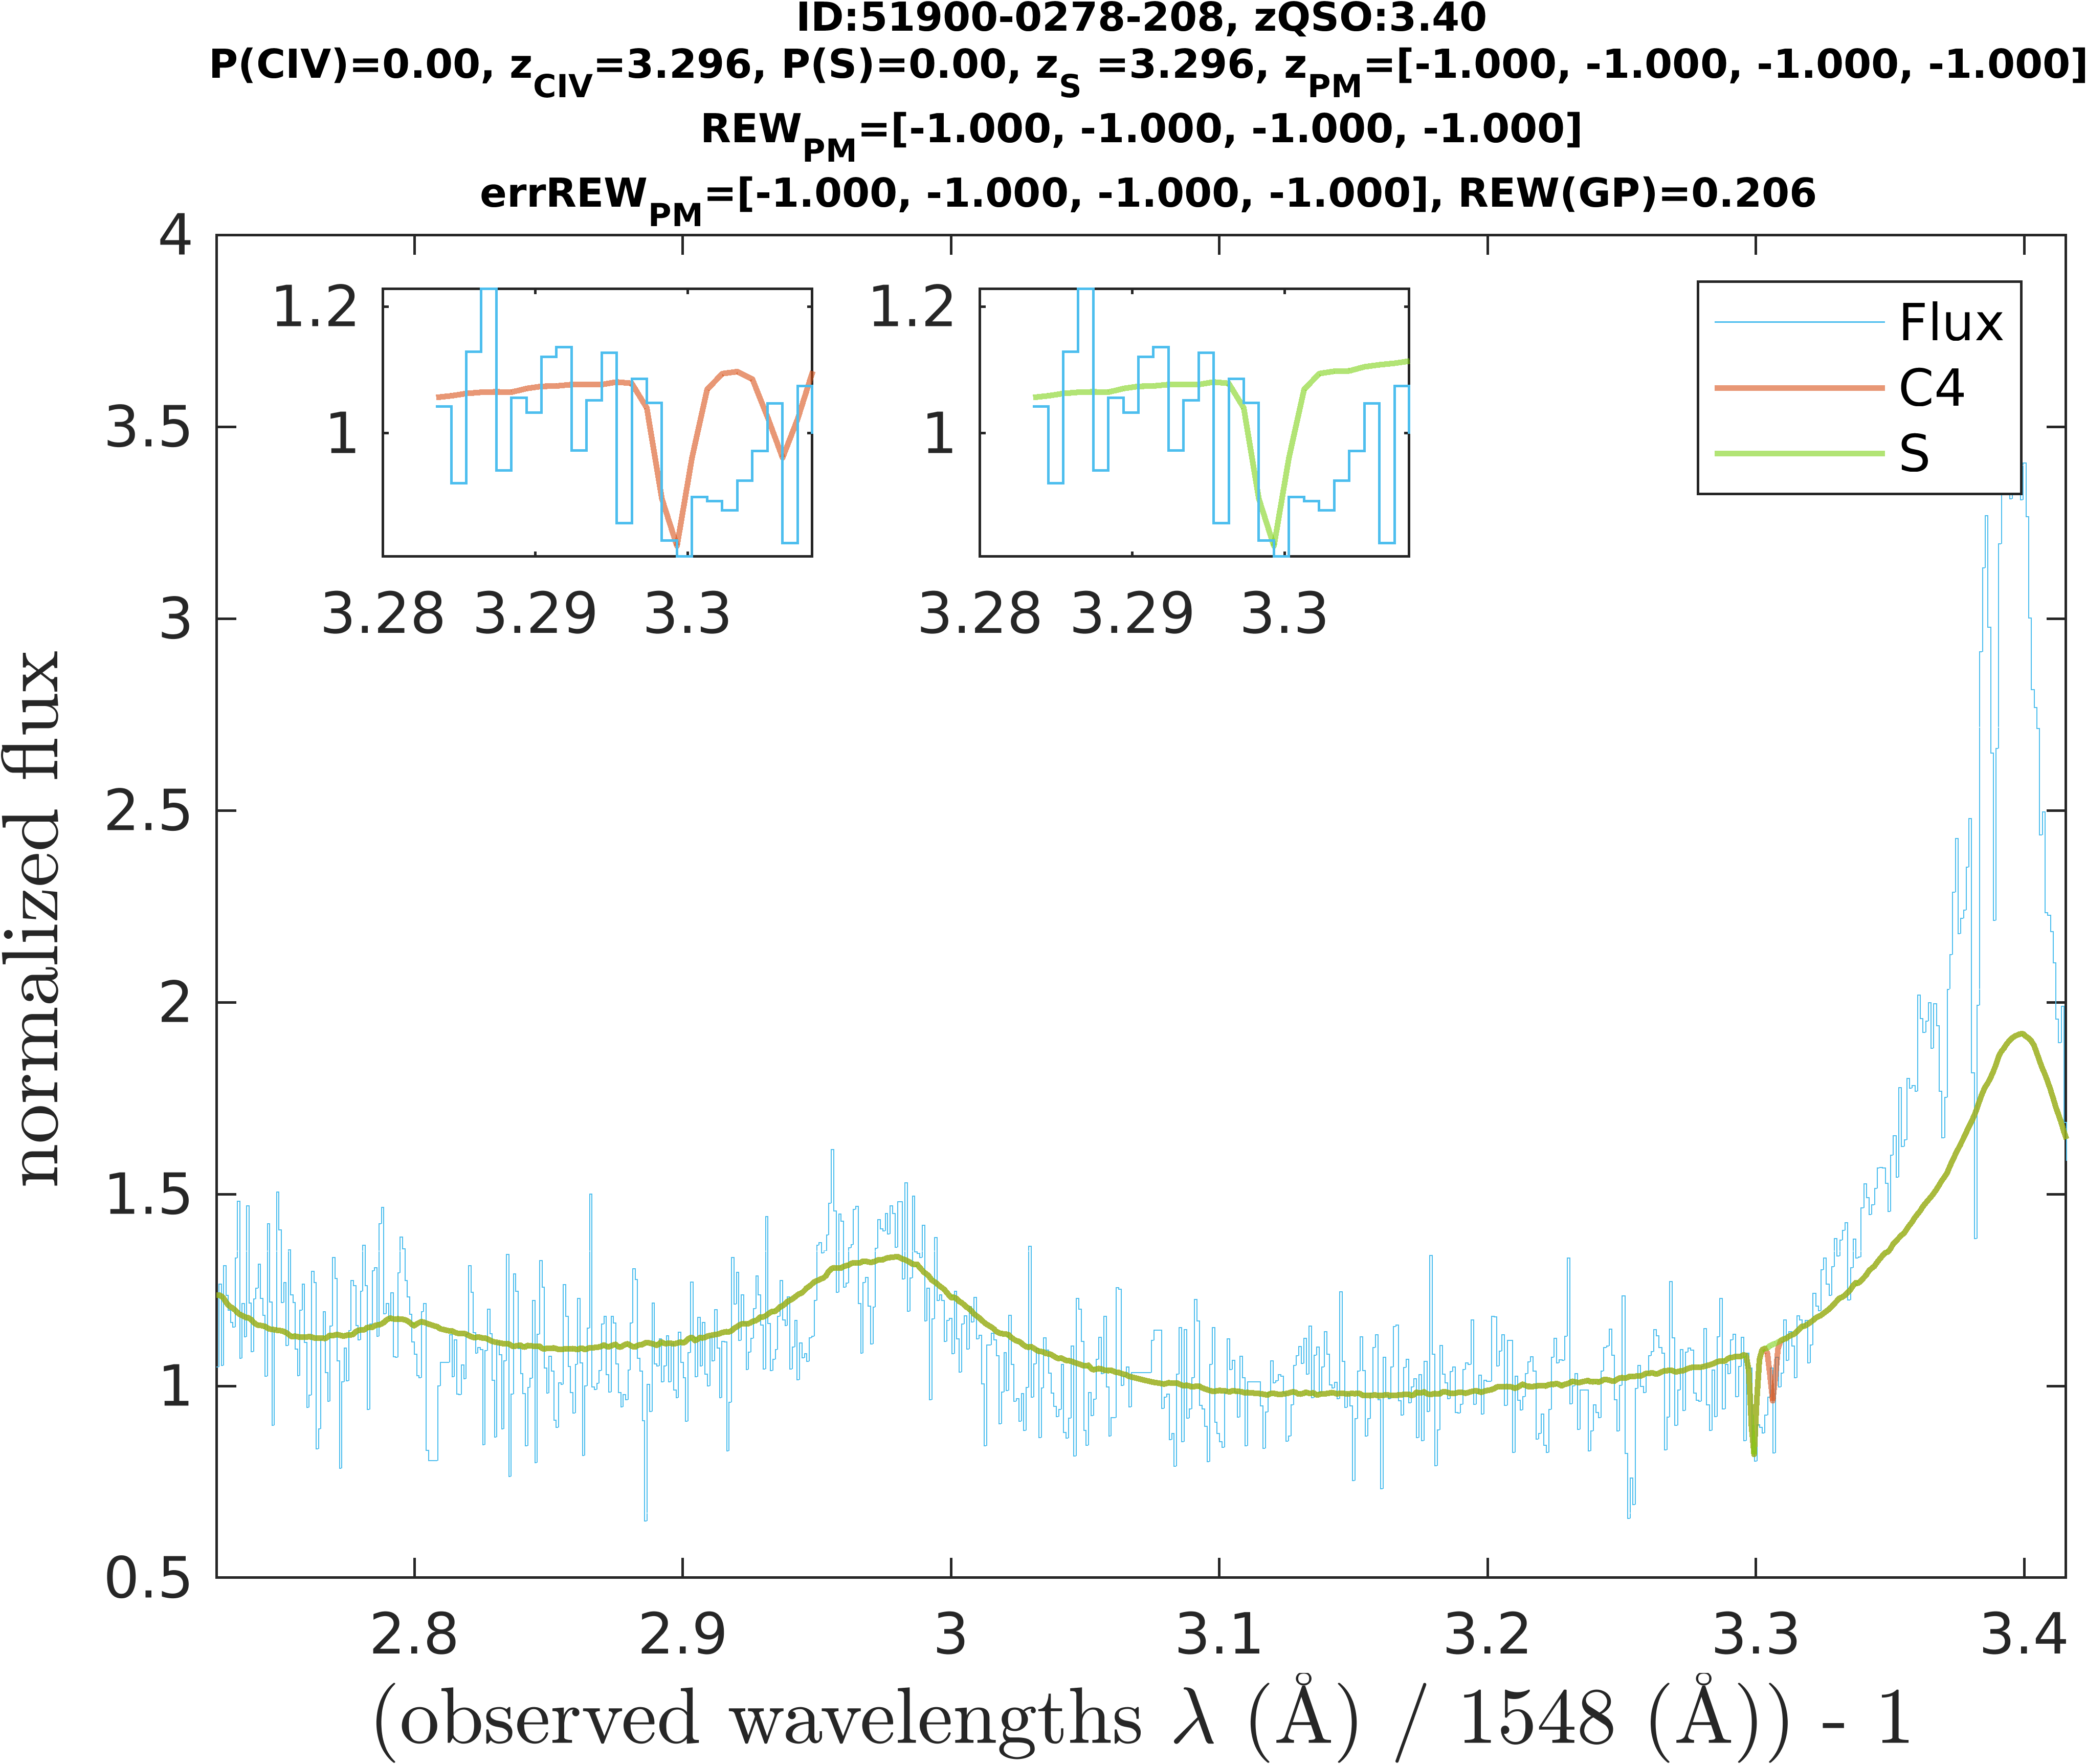 ID:51900-0278-208, zQSO:3.40
P(CIV)=0.00, zCIV=3.296, P(S)=0.00, zS =3.296, zPM=[-1.000, -1.000, -1.000, -1.000]
REWPM=[-1.000, -1.000, -1.000, -1.000]
errREWPM=[-1.000, -1.000, -1.000, -1.000], REW(GP)=0.206
4
3.5
3
2.5
2
1.5
1
0.5
normalized flux
1.2
1
3.28 3.29 3.3
1.2
1
3.28 3.29 3.3
Flux
C4
S
2.8 2.9 3 3.1 3.2 3.3 3.4
(observed wavelengths λ (Å) / 1548 (Å)) - 1